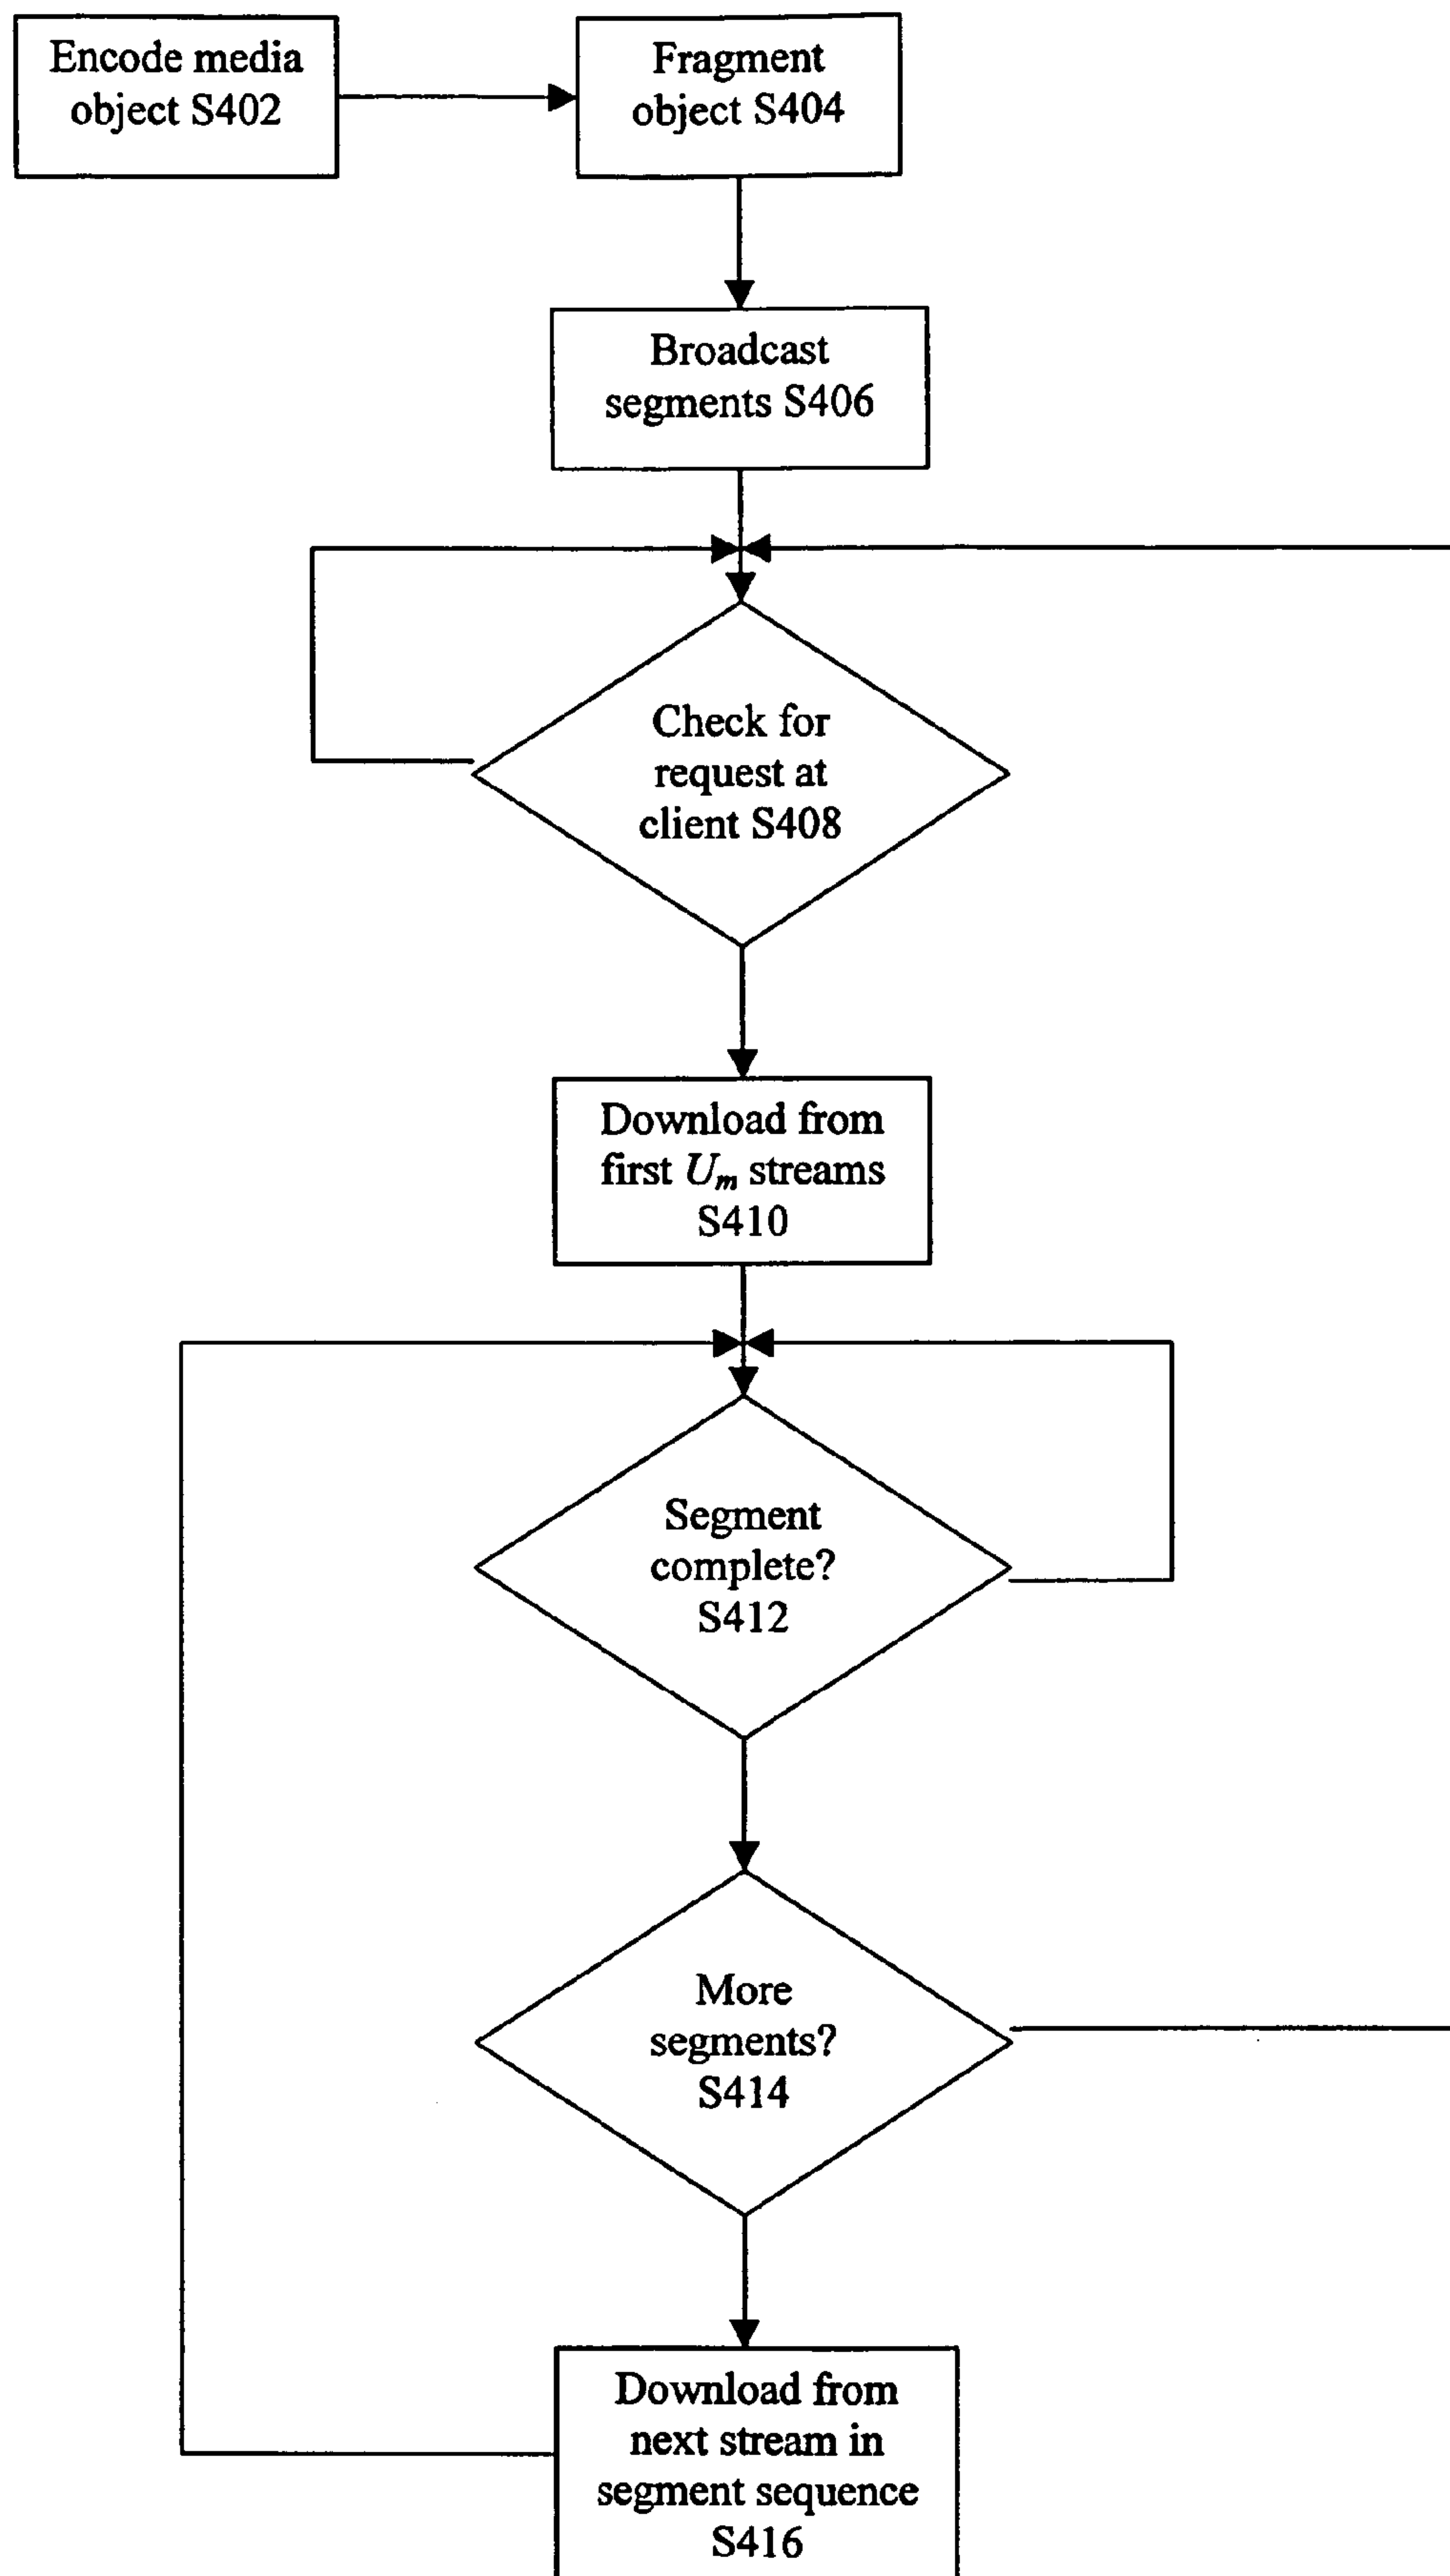 Encode media
object S402
Fragment
object S404
Broadcast
segments S406
Check for
request at
client S408
Download from
first Um streams
S410
Segment
complete?
S412
More
segments?
S414
Download from
next stream in
segment sequence
S416